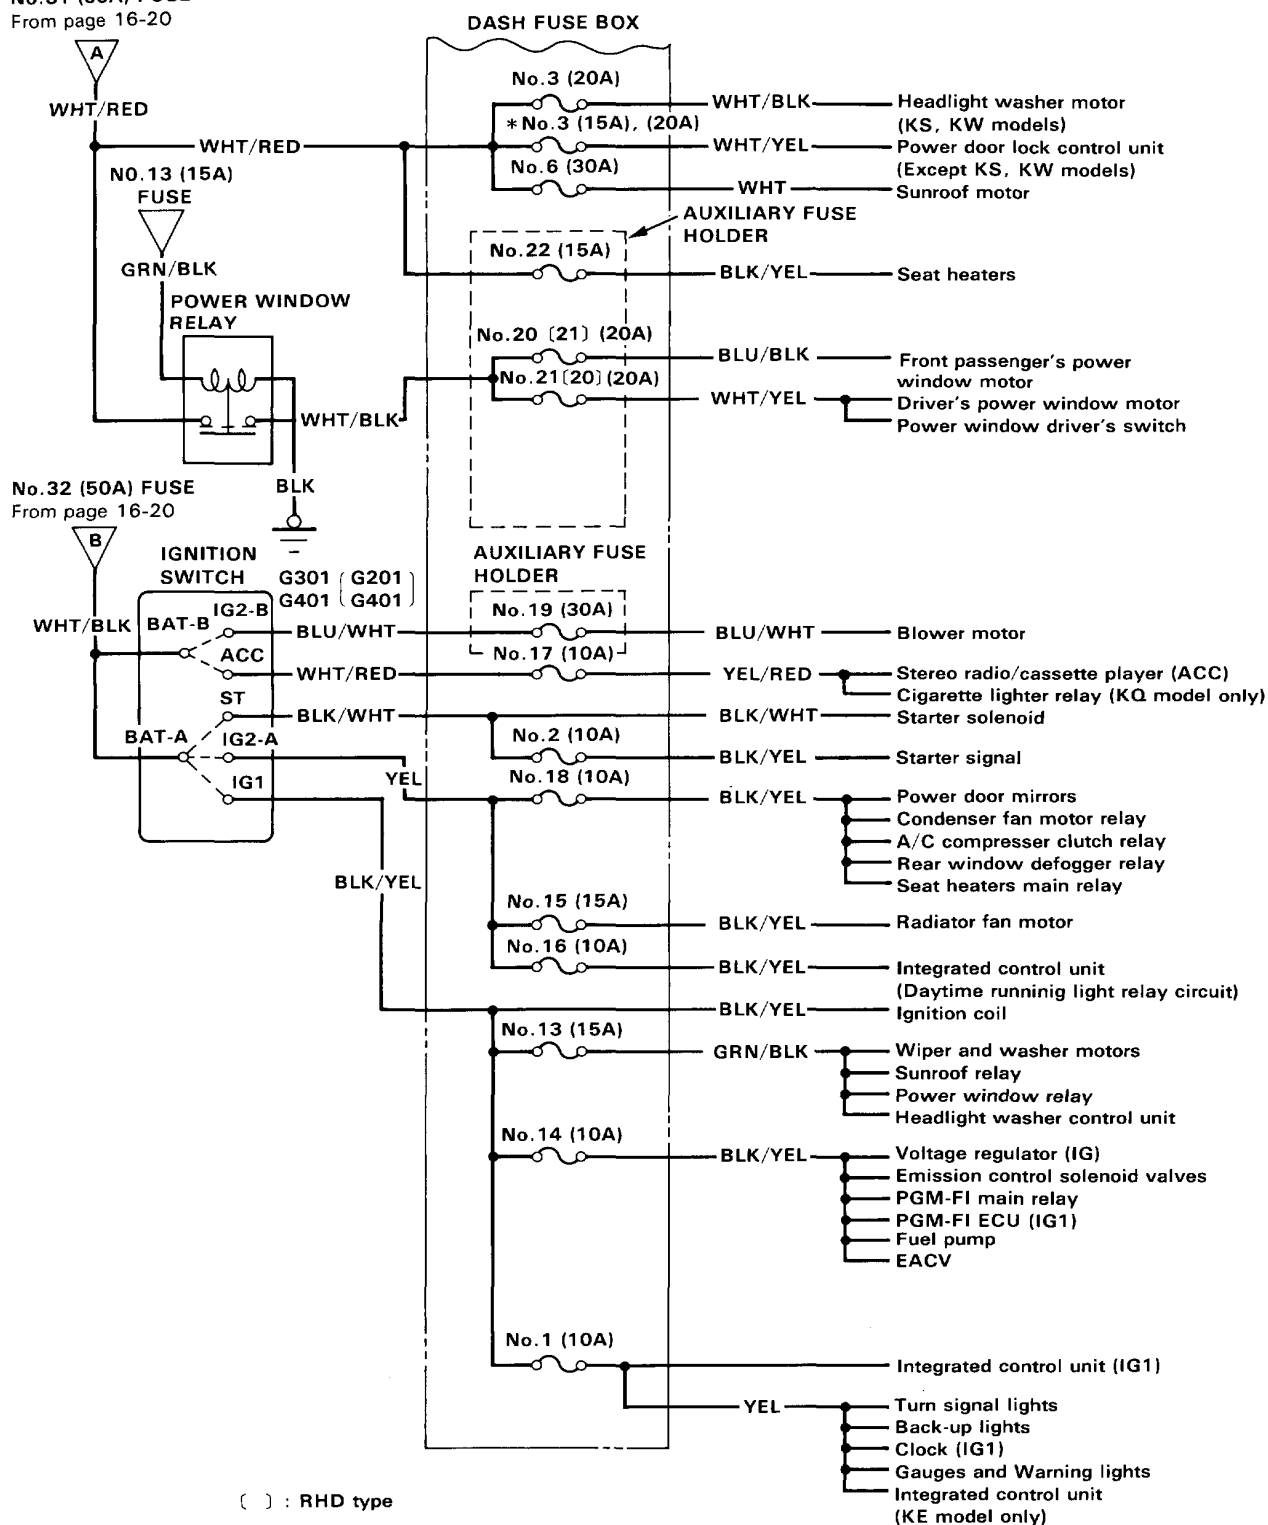 From page 16-20
DASH FUSE BOX
A
WHT/RED
WHT/RED
No.3 (20A)
WHT/BLK
Headlight washer motor
(KS, KW models)
*No.3 (15A), (20A)
WHT/YEL
Power door lock control unit
(Except KS, KW models)
No.6 (30A)
WHT
Sunroof motor
NO.13 (15A)
FUSE
GRN/BLK
AUXILIARY FUSE
HOLDER
No.22 (15A)
BLK/YEL
Seat heaters
POWER WINDOW
RELAY
No.20 [21] (20A)
BLU/BLK
Front passenger's power
window motor
No.21[20](20A)
WHT/YEL
Driver's power window motor
Power window driver's switch
WHT/BLK
BLK
No.32 (50A) FUSE
From page 16-20
B
IGNITION
SWITCH
G301 [G201]
G401 [G401]
AUXILIARY FUSE
HOLDER
WHT/BLK
BAT-B
IG2-B
BLU/WHT
No.19 (30A)
BLU/WHT
Blower motor
ACC
WHT/RED
No.17 (10A)
YEL/RED
Stereo radio/cassette player (ACC)
Cigarette lighter relay (KQ model only)
ST
BLK/WHT
BLK/WHT
Starter solenoid
BAT-A
IG2-A
No.2 (10A)
BLK/YEL
Starter signal
IG1
YEL
No.18 (10A)
BLK/YEL
Power door mirrors
Condenser fan motor relay
A/C compresser clutch relay
Rear window defogger relay
Seat heaters main relay
BLK/YEL
No.15 (15A)
BLK/YEL
Radiator fan motor
No.16 (10A)
BLK/YEL
Integrated control unit
(Daytime runninig light relay circuit)
BLK/YEL
Ignition coil
No.13 (15A)
GRN/BLK
Wiper and washer motors
Sunroof relay
Power window relay
Headlight washer control unit
No.14 (10A)
BLK/YEL
Voltage regulator (IG)
Emission control solenoid valves
PGM-FI main relay
PGM-FI ECU (IG1)
Fuel pump
EACV
No.1 (10A)
Integrated control unit (IG1)
YEL
Turn signal lights
Back-up lights
Clock (IG1)
Gauges and Warning lights
Integrated control unit
(KE model only)
[ ] : RHD type